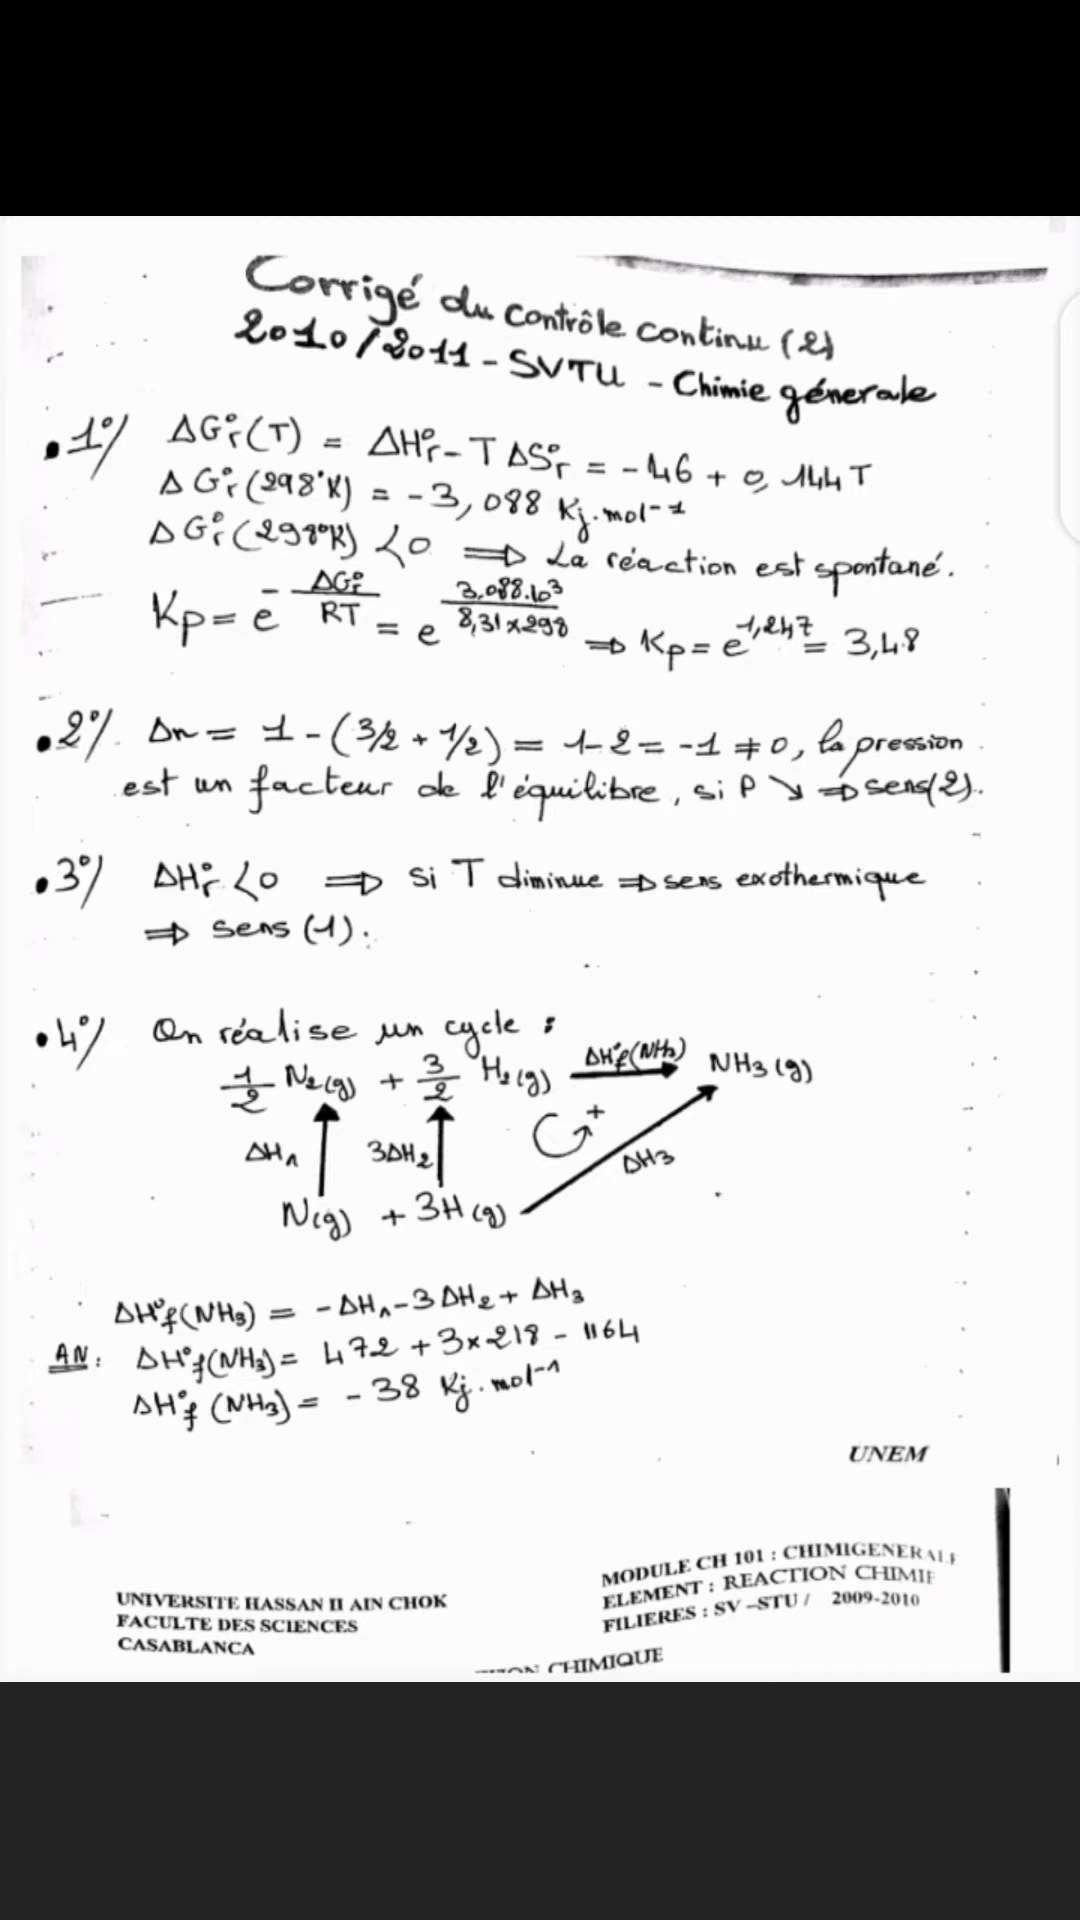 Corrigé du contrôle continu (2)
2010/2011 - SVTU - Chimie génerale
• 1°/ ΔG°r(T) = ΔH°r - TΔS°r = -46 + 0,144T
ΔG°r(298°K) = -3,088 Kj.mol⁻¹
ΔG°r(298°K) < 0 ⟹ La réaction est spontané.
Kp = e^(-ΔG°r/RT) = e^(3,088.10³/8,31×298) ⟹ Kp = e^1,247 = 3,48
• 2°/. Δn = 1 - (3/2 + 1/2) = 1-2 = -1 ≠ 0, la pression
est un facteur de l'équilibre, si P ↘ ⟹ sens(2).
• 3°/ ΔH°r < 0 ⟹ si T diminue ⟹ sens exothermique
⟹ sens (1).
• 4°/ On réalise un cycle :
1/2 N₂(g) + 3/2 H₂(g) ΔH°f(NH₃) ⟶ NH₃(g)
ΔH₁ 3ΔH₂ + ΔH₃
N(g) + 3H(g)
ΔH°f(NH₃) = -ΔH₁ - 3ΔH₂ + ΔH₃
AN: ΔH°f(NH₃) = 472 + 3×218 - 1164
ΔH°f (NH₃) = -38 Kj.mol⁻¹
UNEM
UNIVERSITE HASSAN II AIN CHOK
FACULTE DES SCIENCES
CASABLANCA
MODULE CH 101 : CHIMIGENERALE
ELEMENT : REACTION CHIMIE
FILIERES : SV –STU / 2009-2010
CHIMIQUE